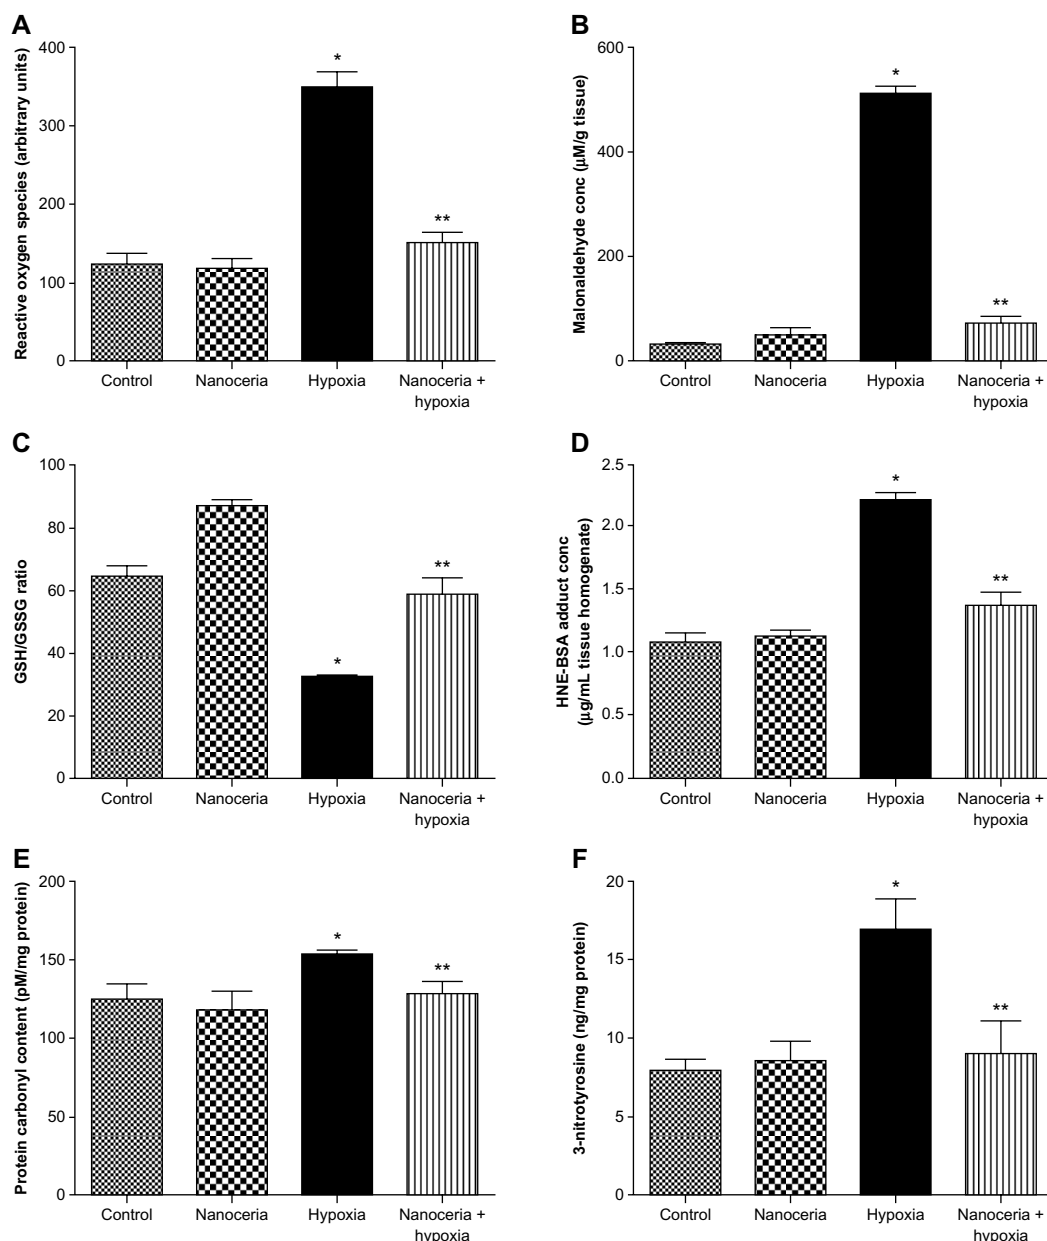 A
Reactive oxygen species (arbitrary units)
400
300
200
100
0
*
**
Control
Nanoceria
Hypoxia
Nanoceria +
hypoxia
B
Malonaldehyde conc (μM/g tissue)
600
400
200
0
*
**
Control
Nanoceria
Hypoxia
Nanoceria +
hypoxia
C
GSH/GSSG ratio
100
80
60
40
20
0
*
**
Control
Nanoceria
Hypoxia
Nanoceria +
hypoxia
D
HNE-BSA adduct conc
(μg/mL tissue homogenate)
2.5
2.0
1.5
1.0
0.5
0.0
*
**
Control
Nanoceria
Hypoxia
Nanoceria +
hypoxia
E
Protein carbonyl content (pM/mg protein)
200
150
100
50
0
*
**
Control
Nanoceria
Hypoxia
Nanoceria +
hypoxia
F
3-nitrotyrosine (ng/mg protein)
20
15
10
5
0
*
**
Control
Nanoceria
Hypoxia
Nanoceria +
hypoxia